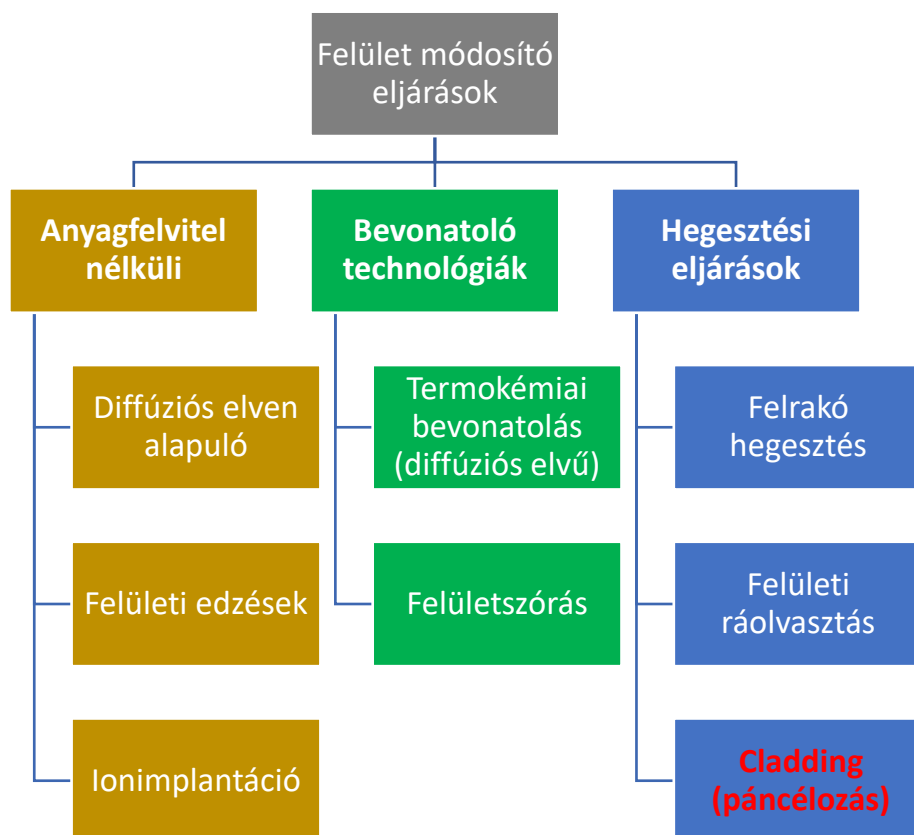 Felület módosító
eljárások
Anyagfelvitel
nélküli
Bevonatoló
technológiák
Hegesztési
eljárások
Diffúziós elven
alapuló
Termokémiai
bevonatolás
(diffúziós elvű)
Felrakó
hegesztés
Felületi edzések
Felületszórás
Felületi
ráolvasztás
Ionimplantáció
Cladding
(páncélozás)